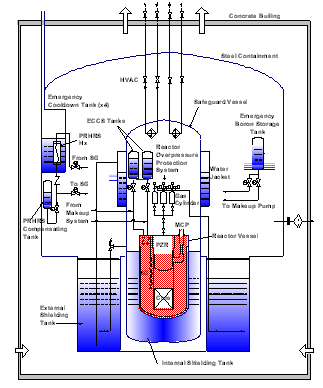 Concrete Builing
Steel Containment
HVAC
Emergency
Cooldown Tank (x4)
Safeguard Vessel
ECCS Tanks
Emergency
Boron Storage
Tank
PRHRS
Hx
From SG
Reactor
Overpressure
Protection
System
Water
Jacket
To SG
Gas
Cylinder
From
Makeup
System
To Makeup Pump
PRHRS
Compensating
Tank
MCP
Reactor Vessel
PZR
Core
External
Shielding
Tank
Internal Shielding Tank